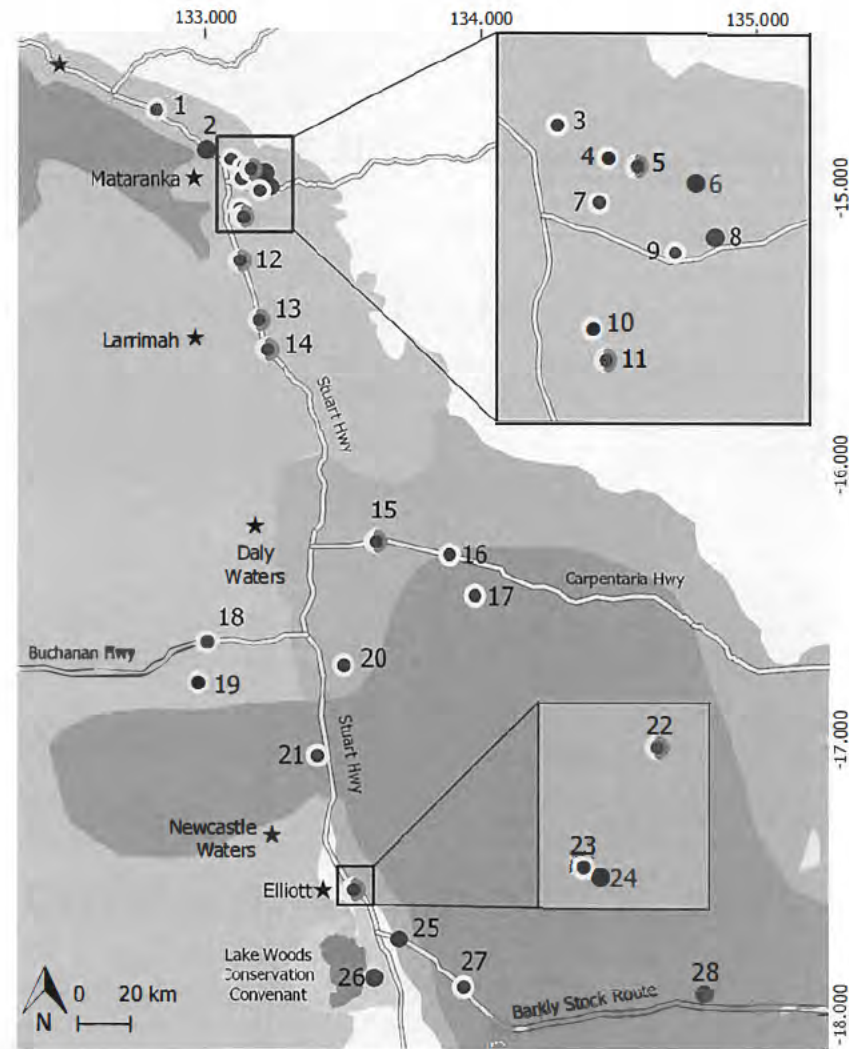 133.000
134.000
135.000
1
2
3
4
5
6
7
8
9
10
11
Mataranka
-15.000
12
13
14
Larrimah
Stuart Hwy
-16.000
15
16
17
Daly
Waters
Carpentaria Hwy
18
Buchanan Hwy
19
20
21
Stuart Hwy
22
23
24
-17.000
Newcastle
Waters
Elliott
25
Lake Woods
Conservation
Convenant
26
27
28
Barkly Stock Route
0 20 km
N
-18.000